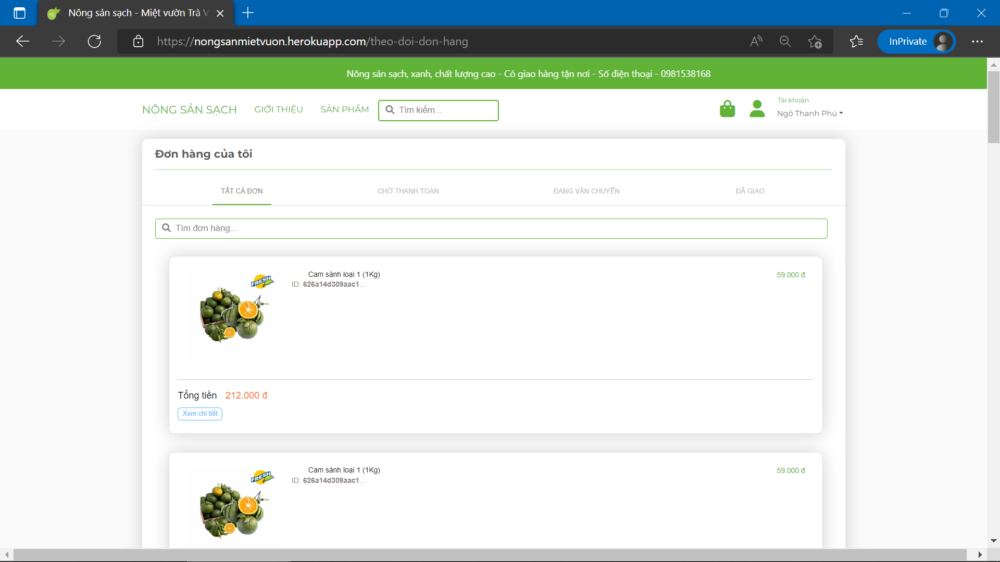 Nông sản sạch - Miệt vườn Trà V
https://nongsanmietvuon.herokuapp.com/theo-doi-don-hang
InPrivate
Nông sản sạch, xanh, chất lượng cao - Có giao hàng tận nơi - Số điện thoại - 0981538168
NÔNG SẢN SẠCH
GIỚI THIỆU
SẢN PHẨM
Tìm kiếm...
Tài khoản
Ngô Thanh Phú
Đơn hàng của tôi
TẤT CẢ ĐƠN
CHỜ THANH TOÁN
ĐANG VẬN CHUYỂN
ĐÃ GIAO
Tìm đơn hàng...
FRESH
Cam sành loại 1 (1Kg)
59.000 đ
ID: 626a14d309aac1...
Tổng tiền 212.000 đ
Xem chi tiết
FRESH
Cam sành loại 1 (1Kg)
59.000 đ
ID: 626a14d309aac1...